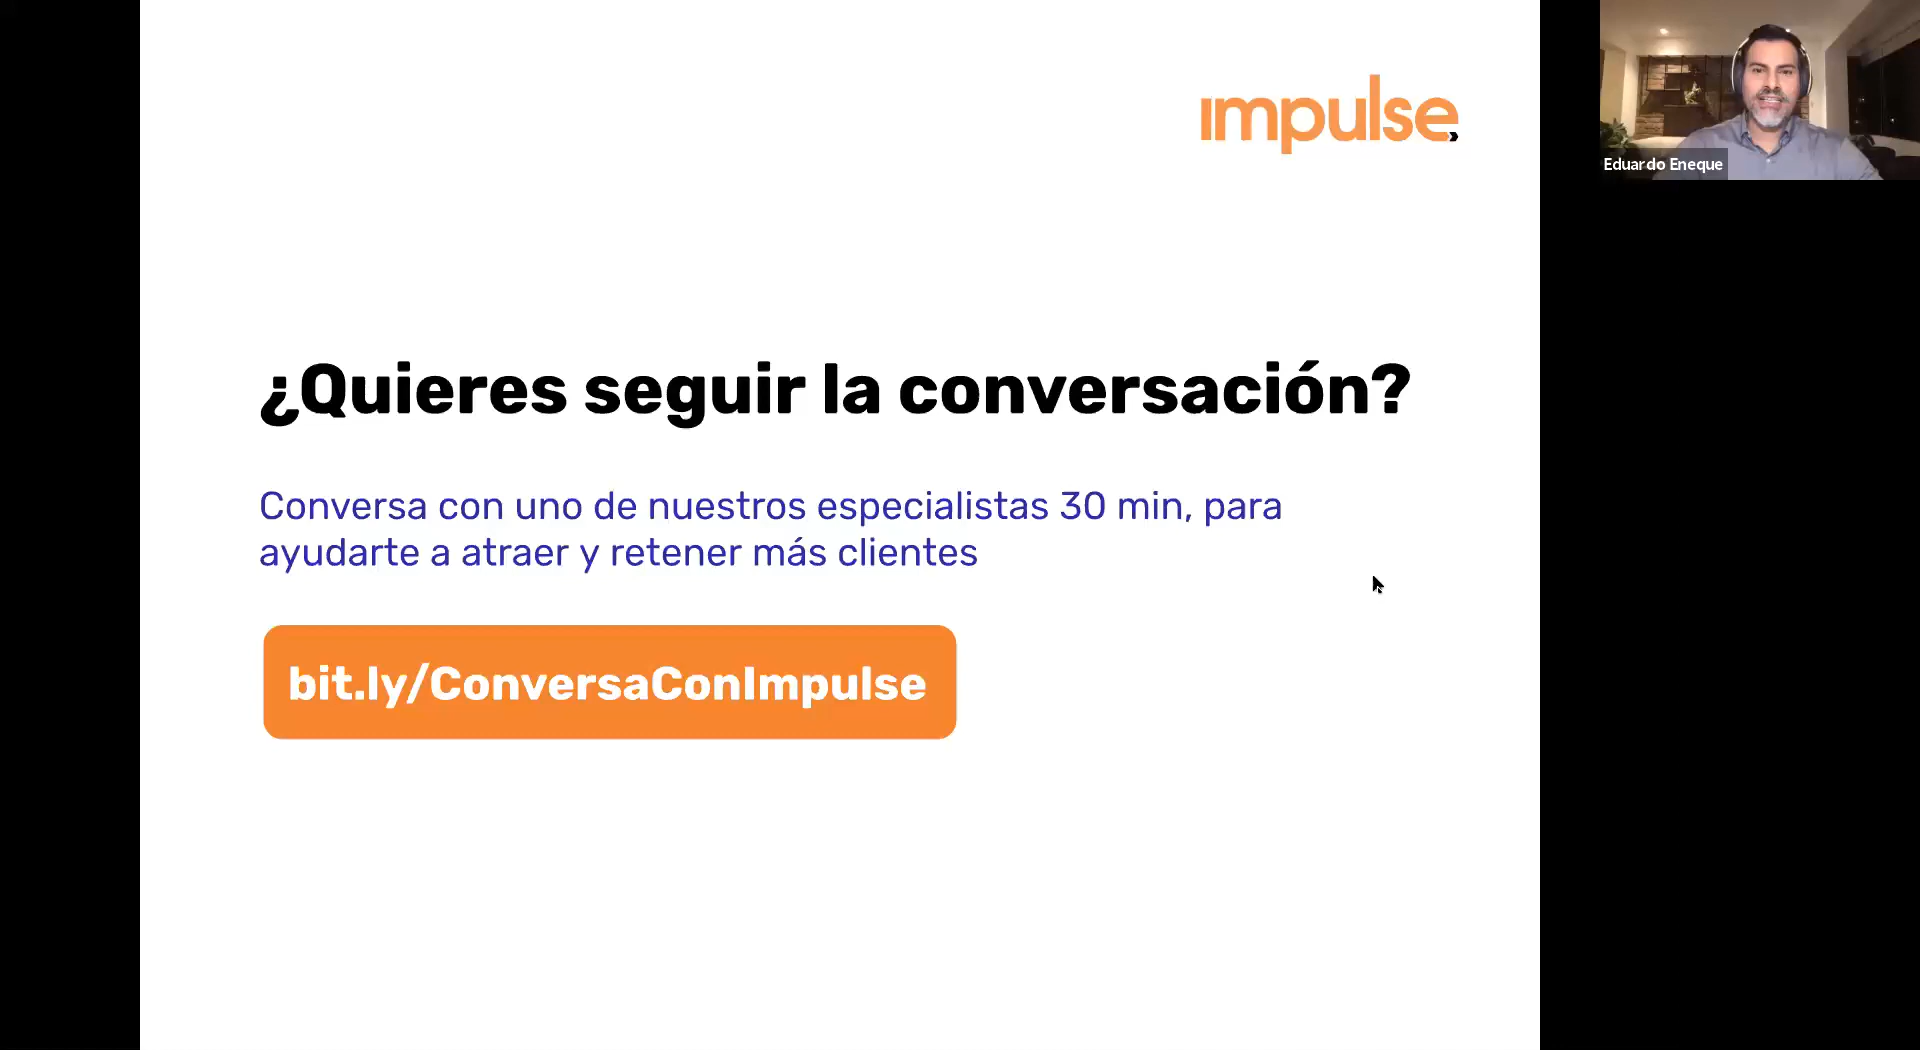 impulse
Eduardo Eneque
¿Quieres seguir la conversación?
Conversa con uno de nuestros especialistas 30 min, para
ayudarte a atraer y retener más clientes
bit.ly/ConversaConImpulse